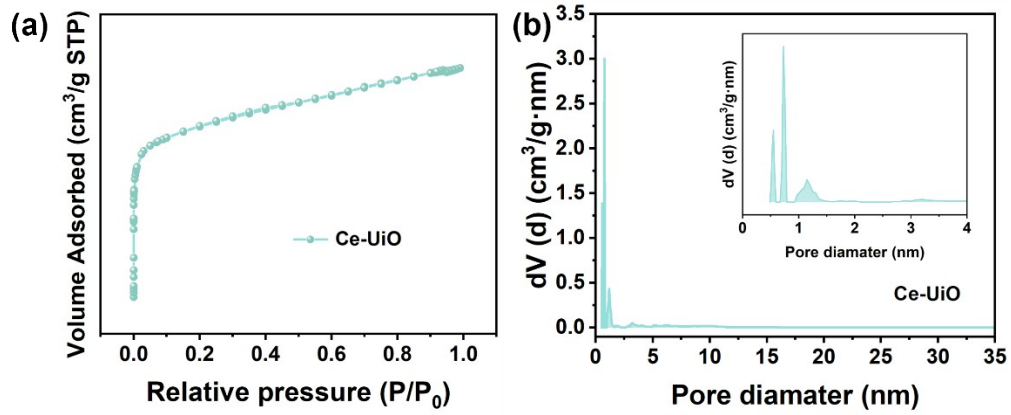 (a)
Volume Adsorbed (cm³/g STP)
Ce-UiO
0.0 0.2 0.4 0.6 0.8 1.0
Relative pressure (P/P₀)
(b)
dV (d) (cm³/g·nm)
3.5
3.0
2.5
2.0
1.5
1.0
0.5
0.0
dV (d) (cm³/g·nm)
0 1 2 3 4
Pore diamater (nm)
Ce-UiO
0 5 10 15 20 25 30 35
Pore diamater (nm)